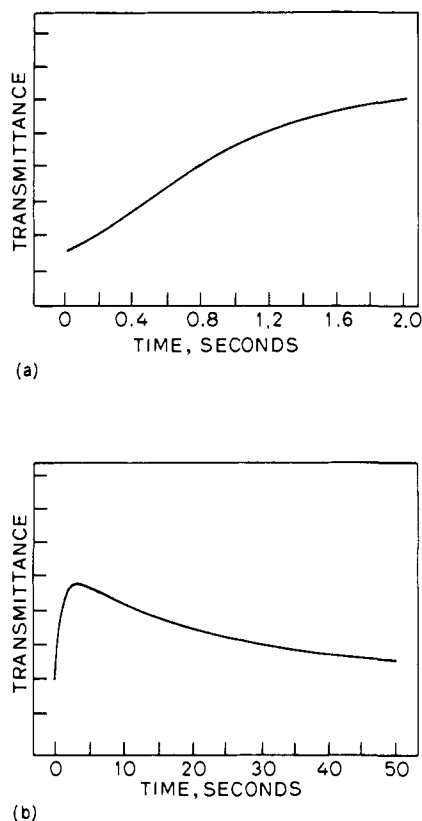 TRANSMITTANCE
0 0.4 0.8 1.2 1.6 2.0
TIME, SECONDS
(a)
TRANSMITTANCE
0 10 20 30 40 50
TIME, SECONDS
(b)